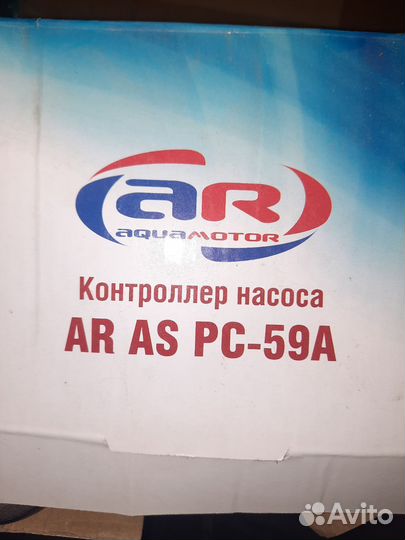 aR
aquamotor
Контроллер насоса
AR AS PC-59A
Avito